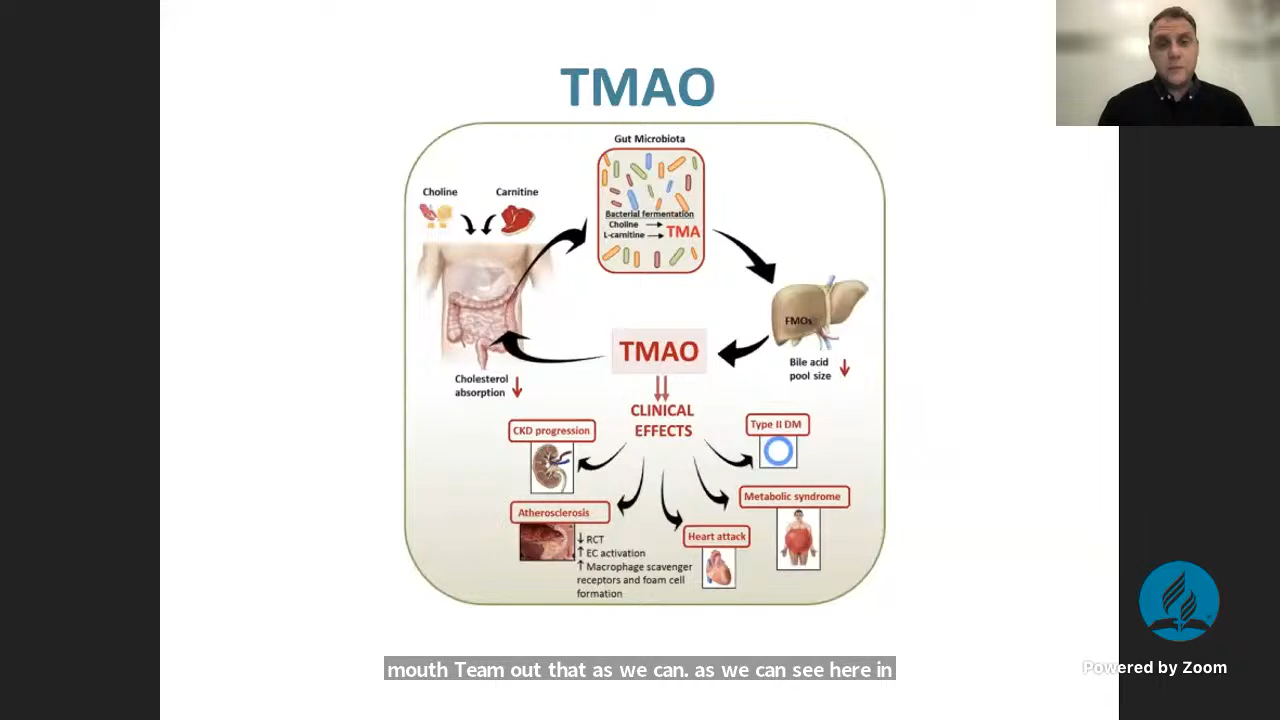 TMAO
Gut Microbiota
Choline
Carnitine
Bacterial fermentation
Choline
L-carnitine
TMA
FMOs
TMAO
Bile acid
pool size
Cholesterol
absorption
CLINICAL
EFFECTS
CKD progression
Type II DM
Atherosclerosis
Metabolic syndrome
Heart attack
RCT
EC activation
Macrophage scavenger
receptors and foam cell
formation
mouth Team out that as we can. as we can see here in
Powered by Zoom